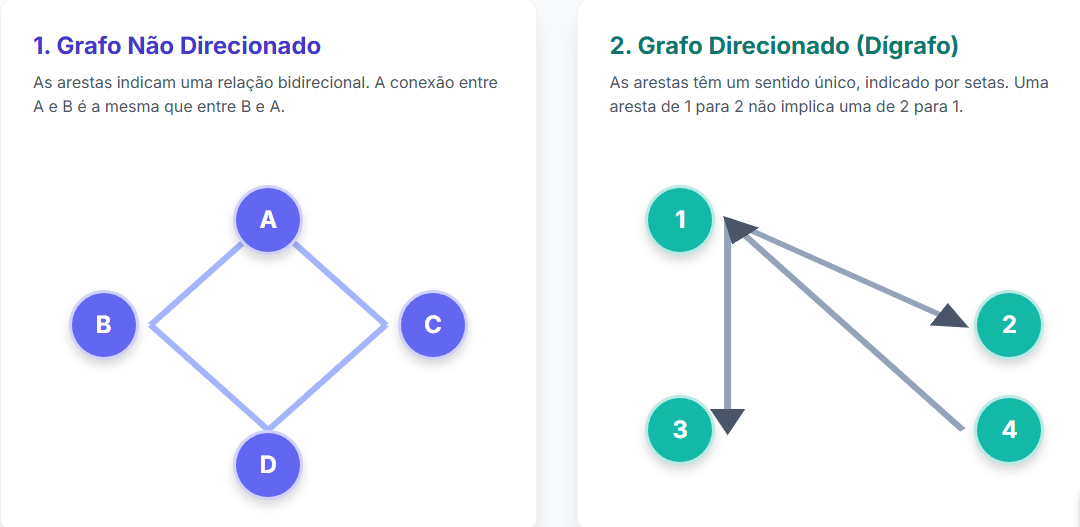 1. Grafo Não Direcionado
As arestas indicam uma relação bidirecional. A conexão entre
A e B é a mesma que entre B e A.
A
B
C
D
2. Grafo Direcionado (Dígrafo)
As arestas têm um sentido único, indicado por setas. Uma
aresta de 1 para 2 não implica uma de 2 para 1.
1
2
3
4